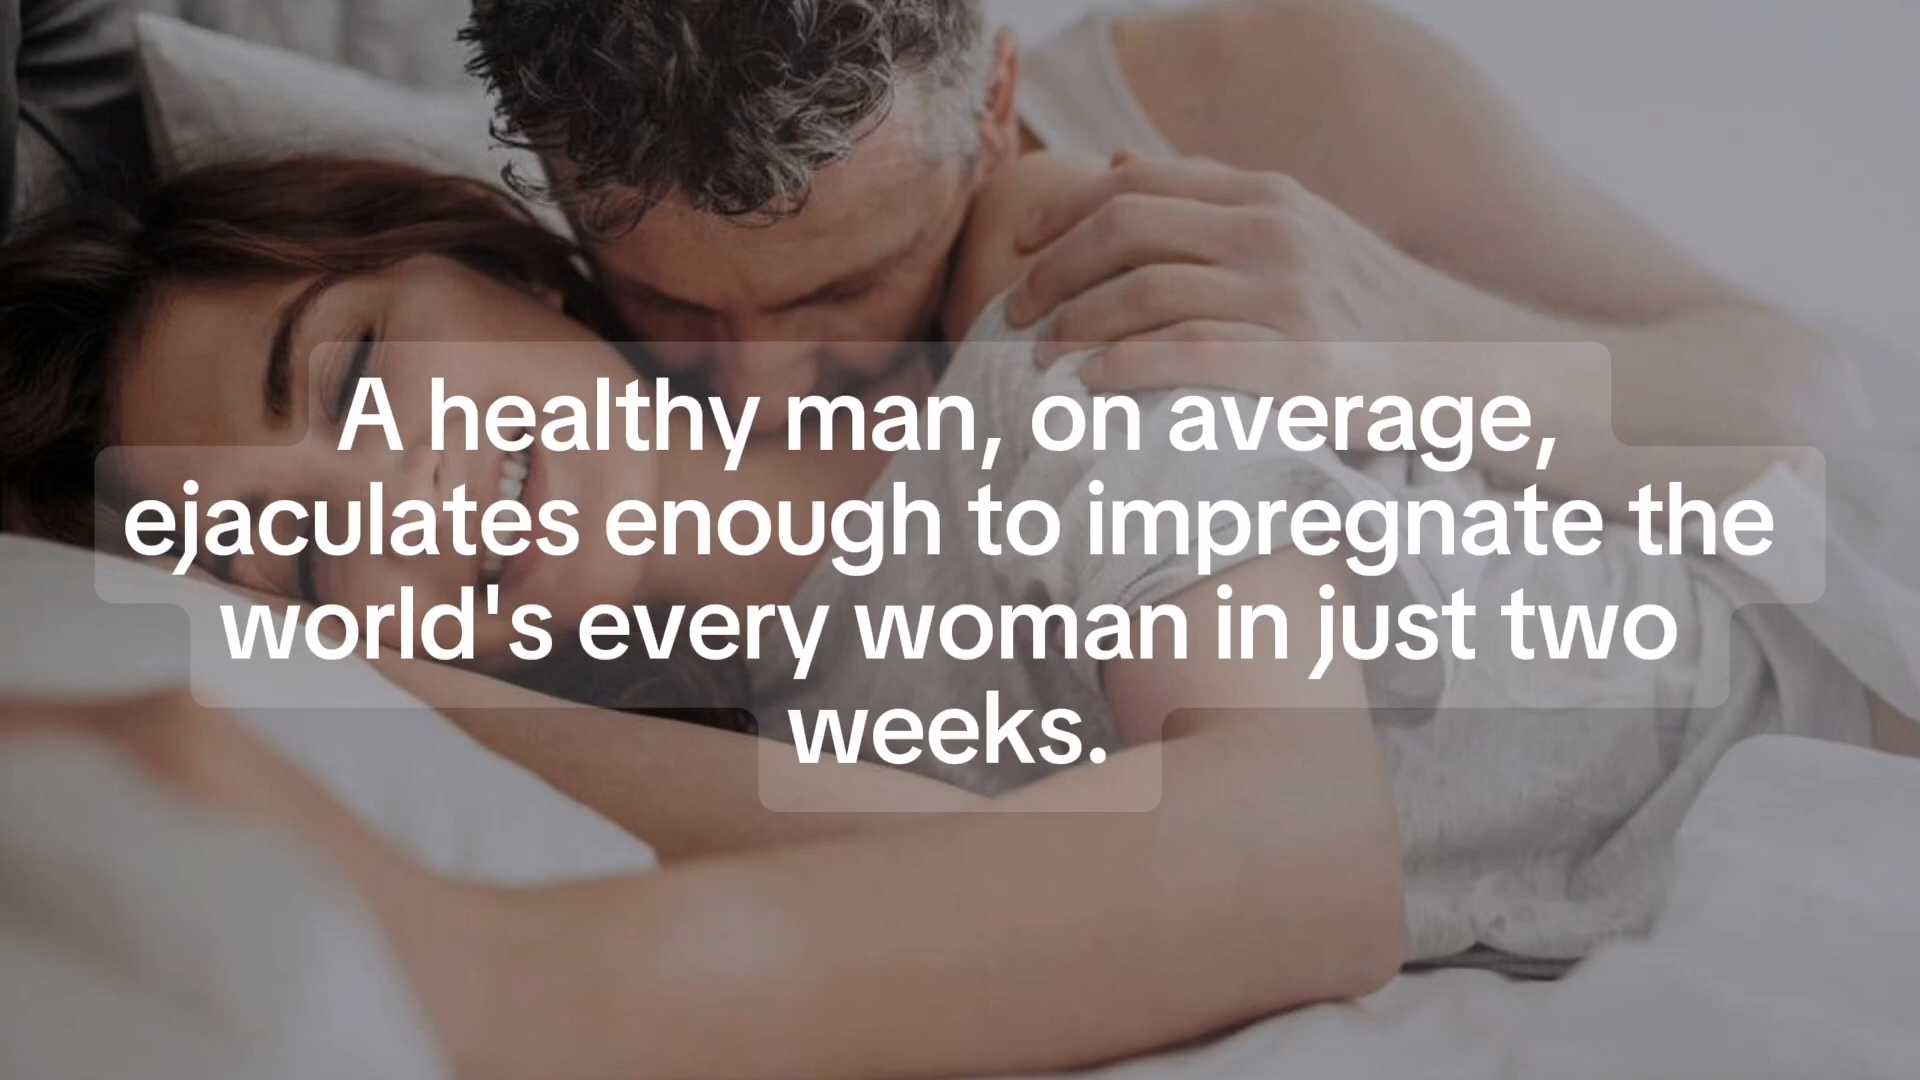 A healthy man, on average,
ejaculates enough to impregnate the
world's every woman in just two
weeks.